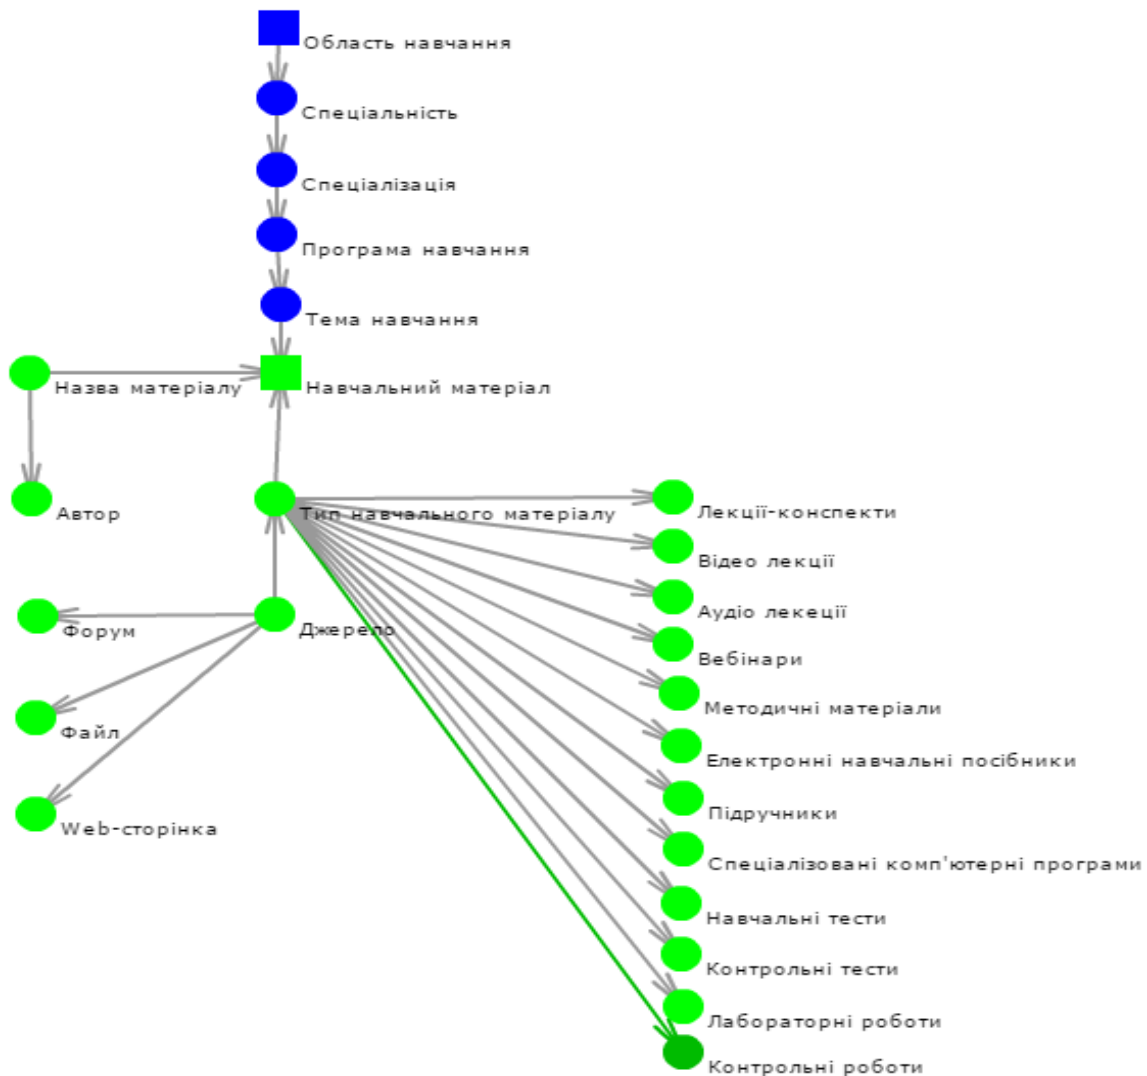 Область навчання
Спеціальність
Спеціалізація
Програма навчання
Тема навчання
Назва матеріалу
Навчальний матеріал
Автор
Тип навчального матеріалу
Лекції-конспекти
Відео лекції
Аудіо лекеції
Форум
Джерело
Вебінари
Методичні матеріали
Файл
Електронні навчальні посібники
Підручники
Web-сторінка
Спеціалізовані комп'ютерні програми
Навчальні тести
Контрольні тести
Лабораторні роботи
Контрольні роботи